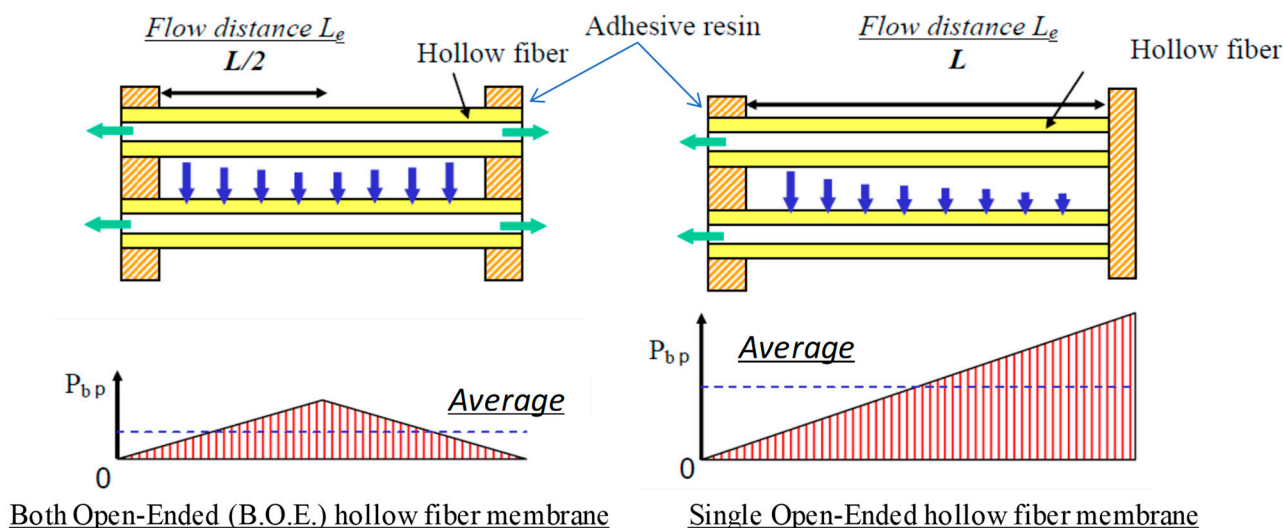 Flow distance Le
L/2
Hollow fiber
Adhesive resin
Flow distance Le
L
Hollow fiber
Pbp
Average
0
Both Open-Ended (B.O.E.) hollow fiber membrane
Pbp
Average
0
Single Open-Ended hollow fiber membrane